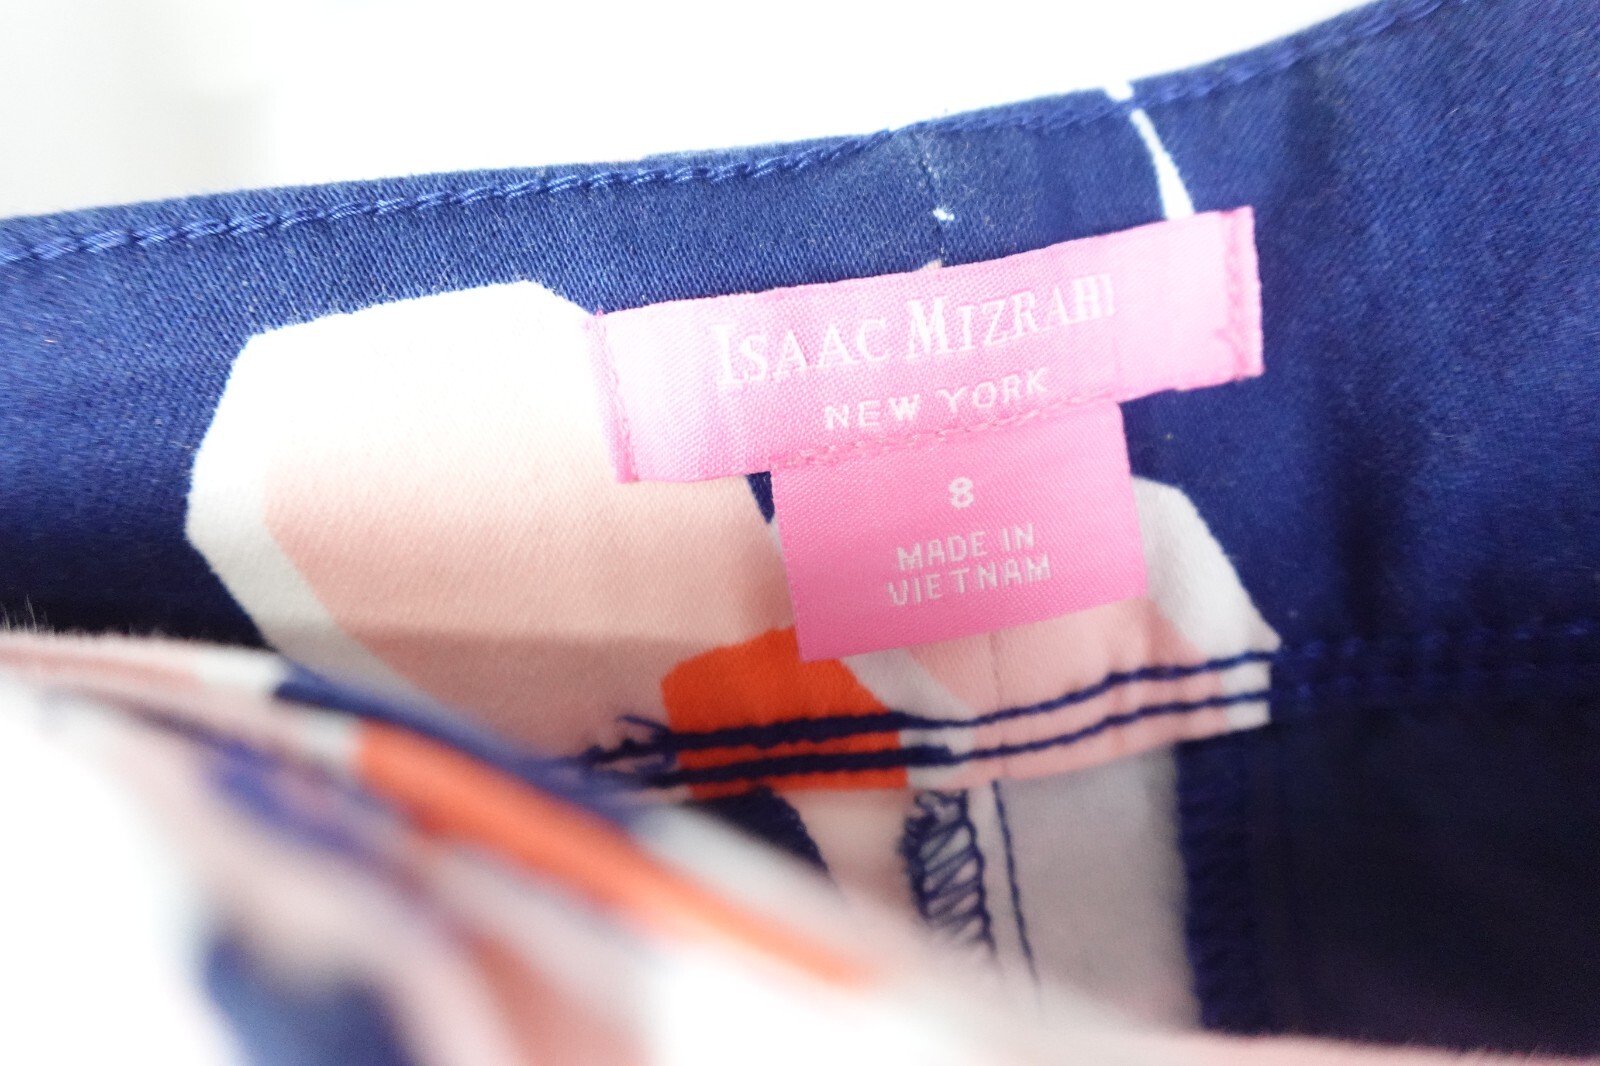 ISAAC MIZRAHI
NEW YORK
8
MADE IN
VIETNAM